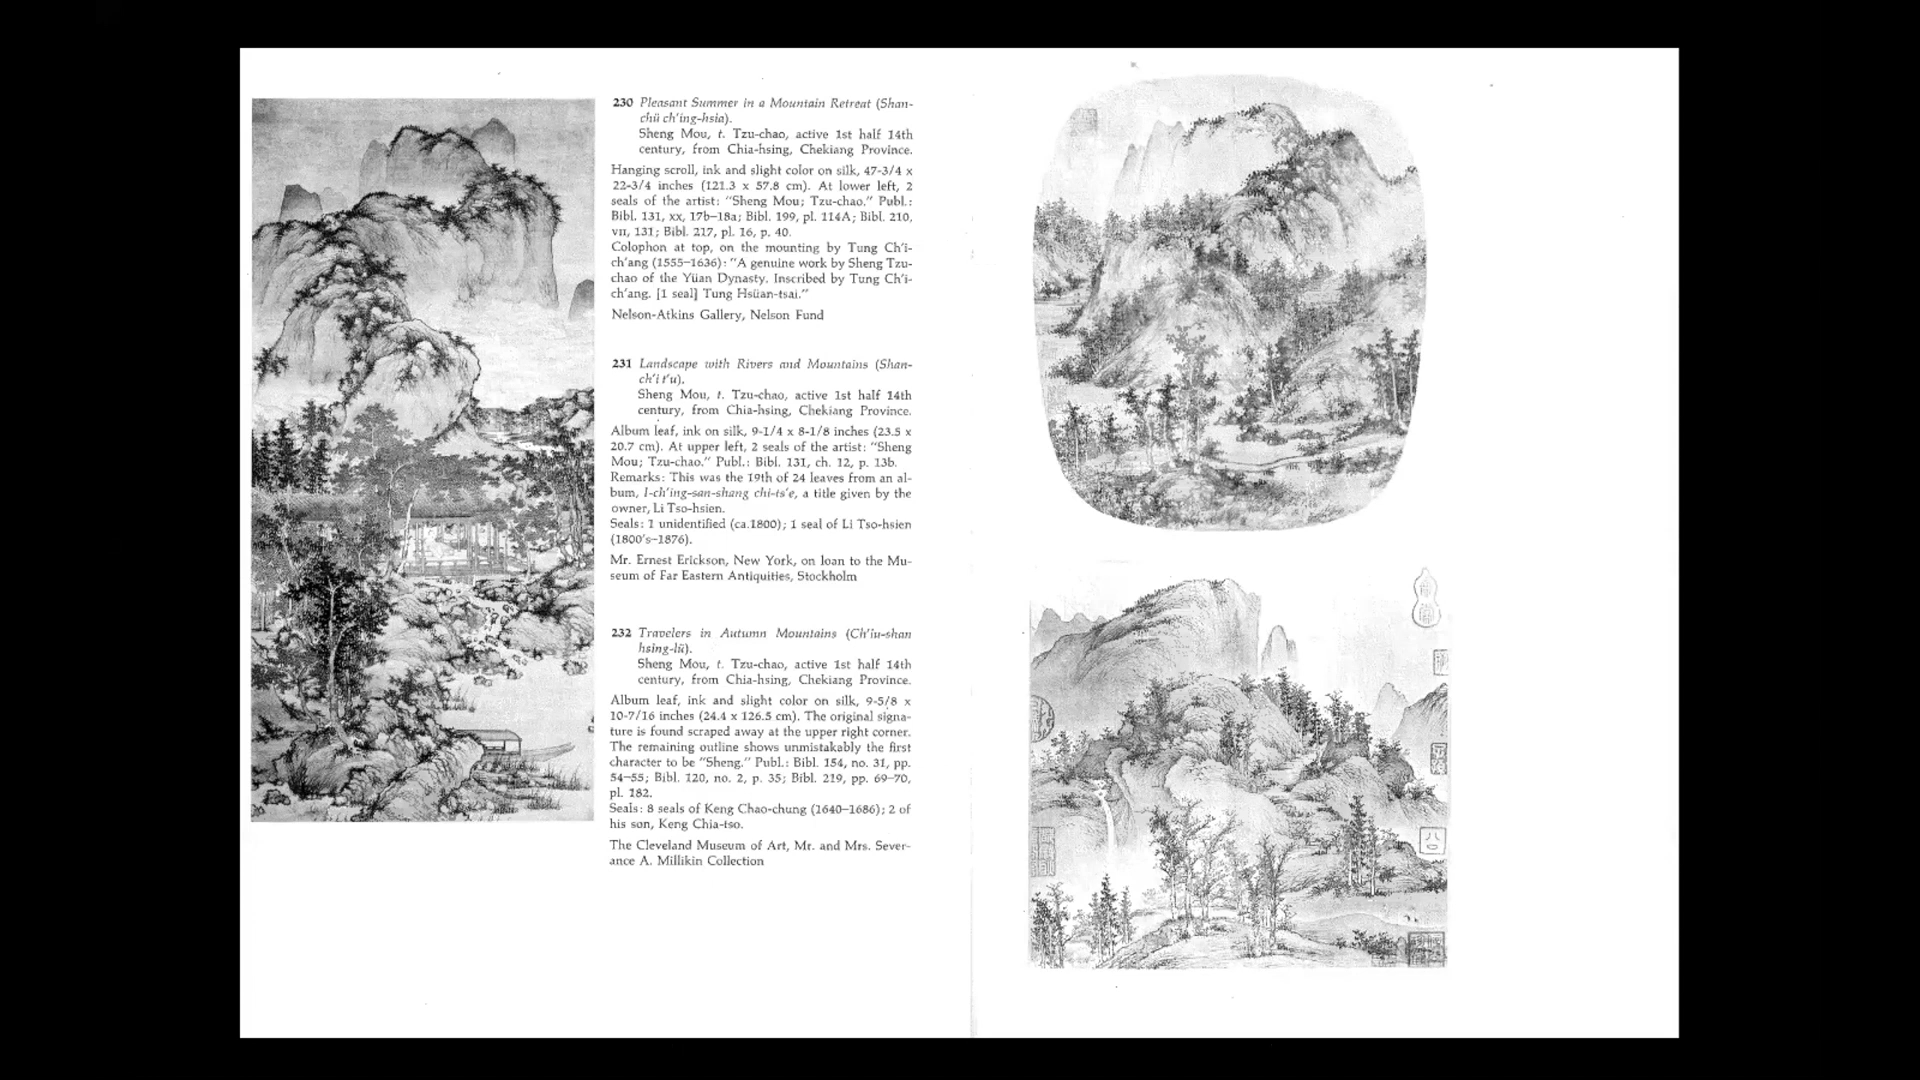 230 Pleasant Summer in a Mountain Retreat (Shan-
chü ch'ing-hsia).
Sheng Mou, t. Tzu-chao, active 1st half 14th
century, from Chia-hsing, Chekiang Province.
Hanging scroll, ink and slight color on silk, 47-3/4 x
22-3/4 inches (121.3 x 57.8 cm). At lower left, 2
seals of the artist: "Sheng Mou; Tzu-chao." Publ.:
Bibl. 131, xx, 17b–18a; Bibl. 199, pl. 114A; Bibl. 210,
VII, 131; Bibl. 217, pl. 16, p. 40.
Colophon at top, on the mounting by Tung Ch'i-
ch'ang (1555–1636): "A genuine work by Sheng Tzu-
chao of the Yüan Dynasty. Inscribed by Tung Ch'i-
ch'ang. [1 seal] Tung Hsüan-tsai."
Nelson-Atkins Gallery, Nelson Fund
231 Landscape with Rivers and Mountains (Shan-
ch'i t'u).
Sheng Mou, t. Tzu-chao, active 1st half 14th
century, from Chia-hsing, Chekiang Province.
Album leaf, ink on silk, 9-1/4 x 8-1/8 inches (23.5 x
20.7 cm). At upper left, 2 seals of the artist: "Sheng
Mou; Tzu-chao." Publ.: Bibl. 131, ch. 12, p. 13b.
Remarks: This was the 19th of 24 leaves from an al-
bum, I-ch'ing-san-shang chi-ts'e, a title given by the
owner, Li Tso-hsien.
Seals: 1 unidentified (ca.1800); 1 seal of Li Tso-hsien
(1800's–1876).
Mr. Ernest Erickson, New York, on loan to the Mu-
seum of Far Eastern Antiquities, Stockholm
232 Travelers in Autumn Mountains (Ch'iu-shan
hsing-lü).
Sheng Mou, t. Tzu-chao, active 1st half 14th
century, from Chia-hsing, Chekiang Province.
Album leaf, ink and slight color on silk, 9-5/8 x
10-7/16 inches (24.4 x 126.5 cm). The original signa-
ture is found scraped away at the upper right corner.
The remaining outline shows unmistakably the first
character to be "Sheng." Publ.: Bibl. 154, no. 31, pp.
54–55; Bibl. 120, no. 2, p. 35; Bibl. 219, pp. 69–70,
pl. 182.
Seals: 8 seals of Keng Chao-chung (1640–1686); 2 of
his son, Keng Chia-tso.
The Cleveland Museum of Art, Mr. and Mrs. Sever-
ance A. Millikin Collection